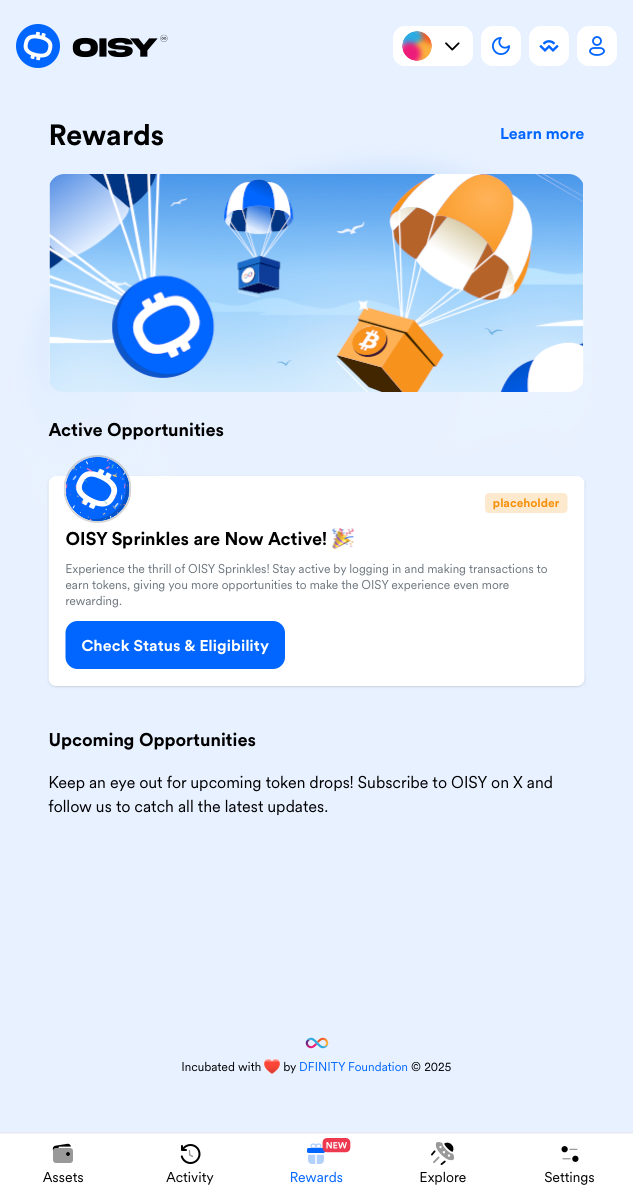 OISY
Rewards
Learn more
Active Opportunities
placeholder
OISY Sprinkles are Now Active! 🎉
Experience the thrill of OISY Sprinkles! Stay active by logging in and making transactions to
earn tokens, giving you more opportunities to make the OISY experience even more
rewarding.
Check Status & Eligibility
Upcoming Opportunities
Keep an eye out for upcoming token drops! Subscribe to OISY on X and
follow us to catch all the latest updates.
Incubated with ❤️ by DFINITY Foundation © 2025
NEW
Assets
Activity
Rewards
Explore
Settings